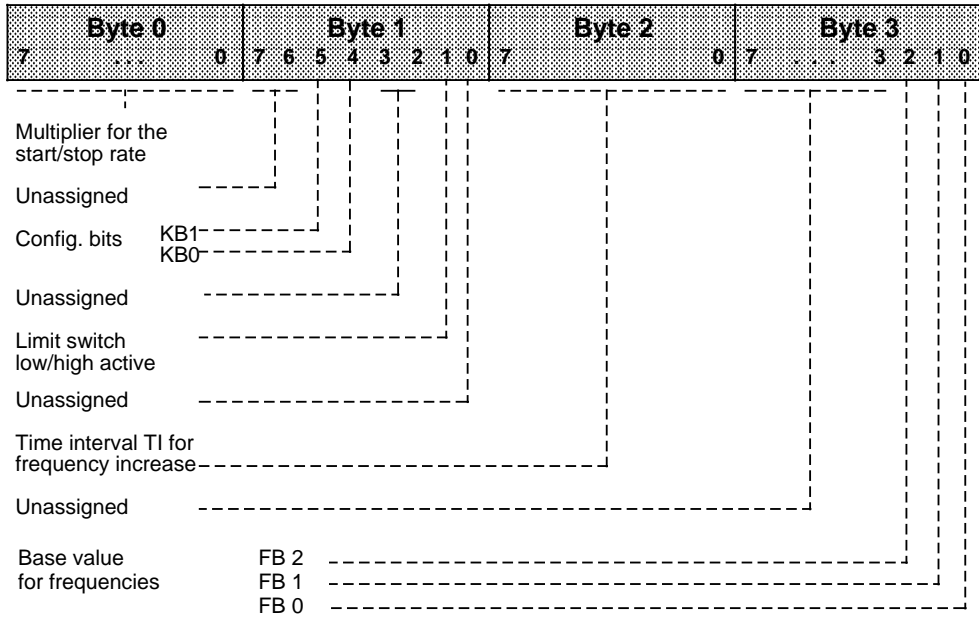 Byte 0 Byte 1 Byte 2 Byte 3
7 . . . 0 7 6 5 4 3 2 1 0 7 0 7 . . . 3 2 1 0
Multiplier for the
start/stop rate
Unassigned
Config. bits KB1
KB0
Unassigned
Limit switch
low/high active
Unassigned
Time interval TI for
frequency increase
Unassigned
Base value FB 2
for frequencies FB 1
FB 0